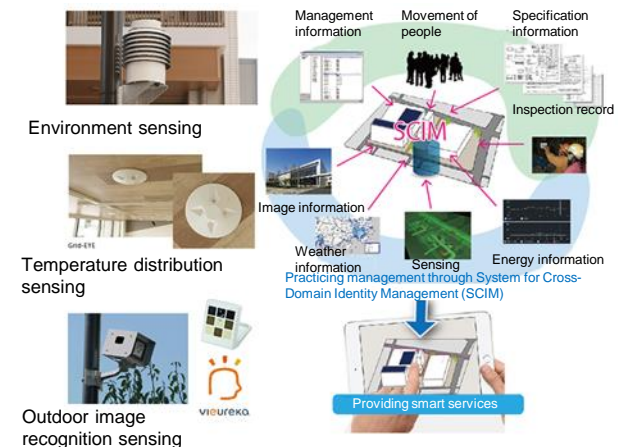 Environment sensing
Grid-EYE
Temperature distribution
sensing
vieureka
Outdoor image
recognition sensing
Management
information
Movement of
people
Specification
information
Inspection record
SCIM
Image information
Weather
information
Sensing
Energy information
Practicing management through System for Cross-
Domain Identity Management (SCIM)
Providing smart services